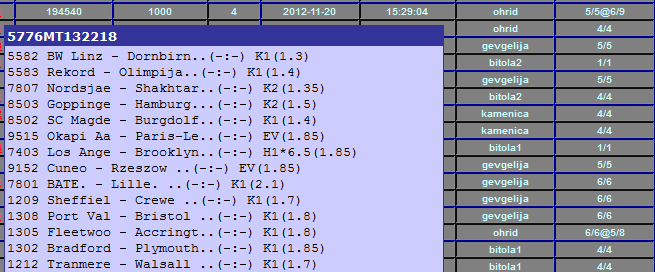 194540 1000 4 2012-11-20 15:29:04 ohrid 5/5@6/9
5776MT132218 ohrid 4/4
5582 BW Linz - Dornbirn..(-:-) K1(1.3) gevgelija 5/5
5583 Rekord - Olimpija..(-:-) K1(1.4) bitola2 1/1
7807 Nordsjae - Shakhtar..(-:-) K2(1.35) gevgelija 5/5
8503 Goppinge - Hamburg...(-:-) K2(1.5) bitola2 4/4
8502 SC Magde - Burgdolf..(-:-) K1(1.4) kamenica 4/4
9515 Okapi Aa - Paris-Le..(-:-) EV(1.85) kamenica 4/4
7403 Los Ange - Brooklyn..(-:-) H1*6.5(1.85) bitola1 1/1
9152 Cuneo - Rzeszow ..(-:-) EV(1.85) gevgelija 5/5
7801 BATE. - Lille. ..(-:-) K1(2.1) gevgelija 6/6
1209 Sheffiel - Crewe ..(-:-) K1(1.7) gevgelija 6/6
1308 Port Val - Bristol ..(-:-) K1(1.8) gevgelija 6/6
1305 Fleetwoo - Accringt..(-:-) K1(1.8) ohrid 6/6@5/8
1302 Bradford - Plymouth..(-:-) K1(1.85) bitola1 4/4
1212 Tranmere - Walsall ..(-:-) K1(1.7) bitola1 4/4